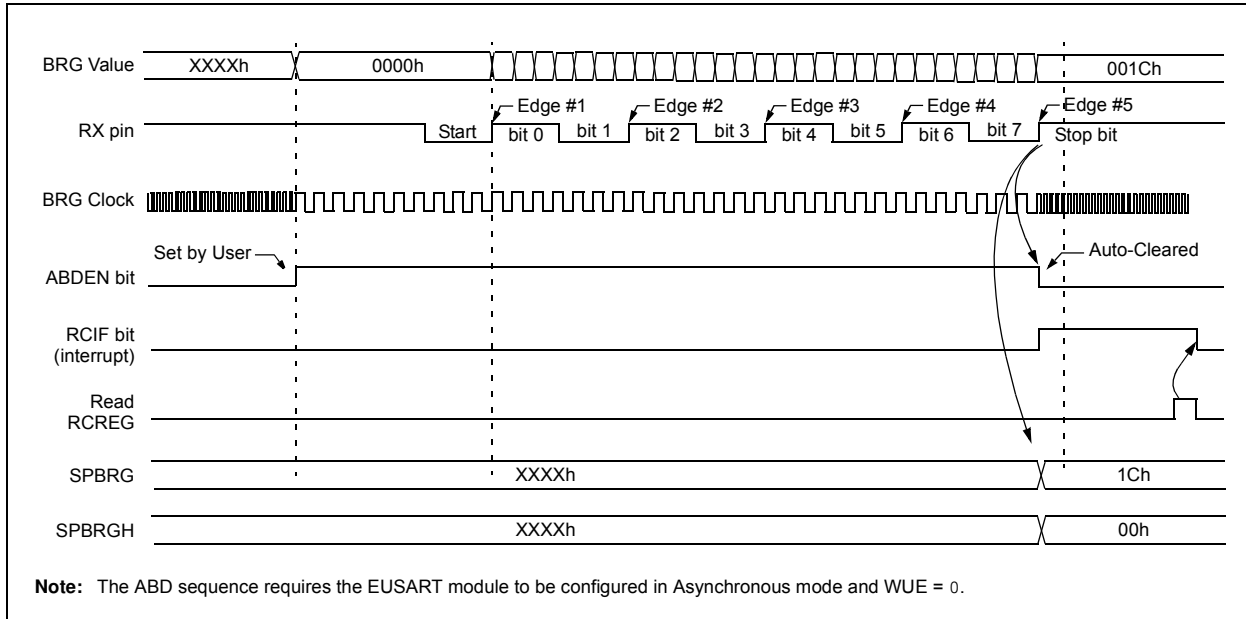 BRG Value XXXXh 0000h 001Ch
Edge #1 Edge #2 Edge #3 Edge #4 Edge #5
RX pin Start bit 0 bit 1 bit 2 bit 3 bit 4 bit 5 bit 6 bit 7 Stop bit
BRG Clock
Set by User Auto-Cleared
ABDEN bit
RCIF bit
(interrupt)
Read
RCREG
SPBRG XXXXh 1Ch
SPBRGH XXXXh 00h
Note: The ABD sequence requires the EUSART module to be configured in Asynchronous mode and WUE = 0.